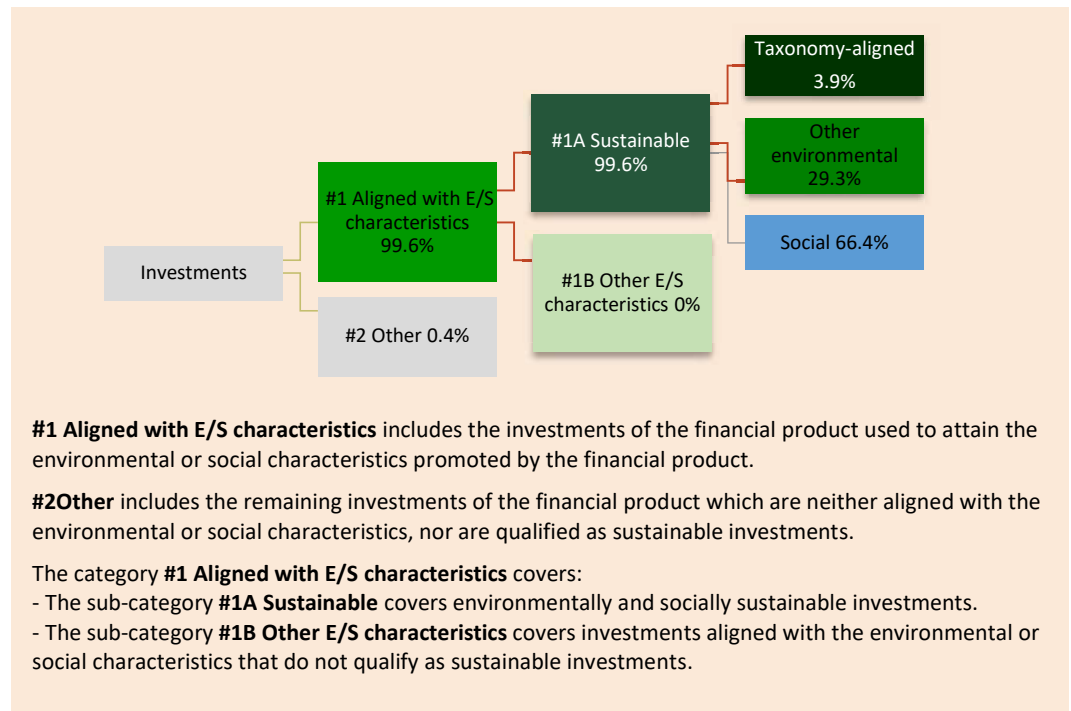 Taxonomy-aligned
3.9%
#1A Sustainable
99.6%
Other
environmental
29.3%
#1 Aligned with E/S
characteristics
99.6%
Social 66.4%
Investments
#1B Other E/S
characteristics 0%
#2 Other 0.4%
#1 Aligned with E/S characteristics includes the investments of the financial product used to attain the
environmental or social characteristics promoted by the financial product.
#2Other includes the remaining investments of the financial product which are neither aligned with the
environmental or social characteristics, nor are qualified as sustainable investments.
The category #1 Aligned with E/S characteristics covers:
- The sub-category #1A Sustainable covers environmentally and socially sustainable investments.
- The sub-category #1B Other E/S characteristics covers investments aligned with the environmental or
social characteristics that do not qualify as sustainable investments.